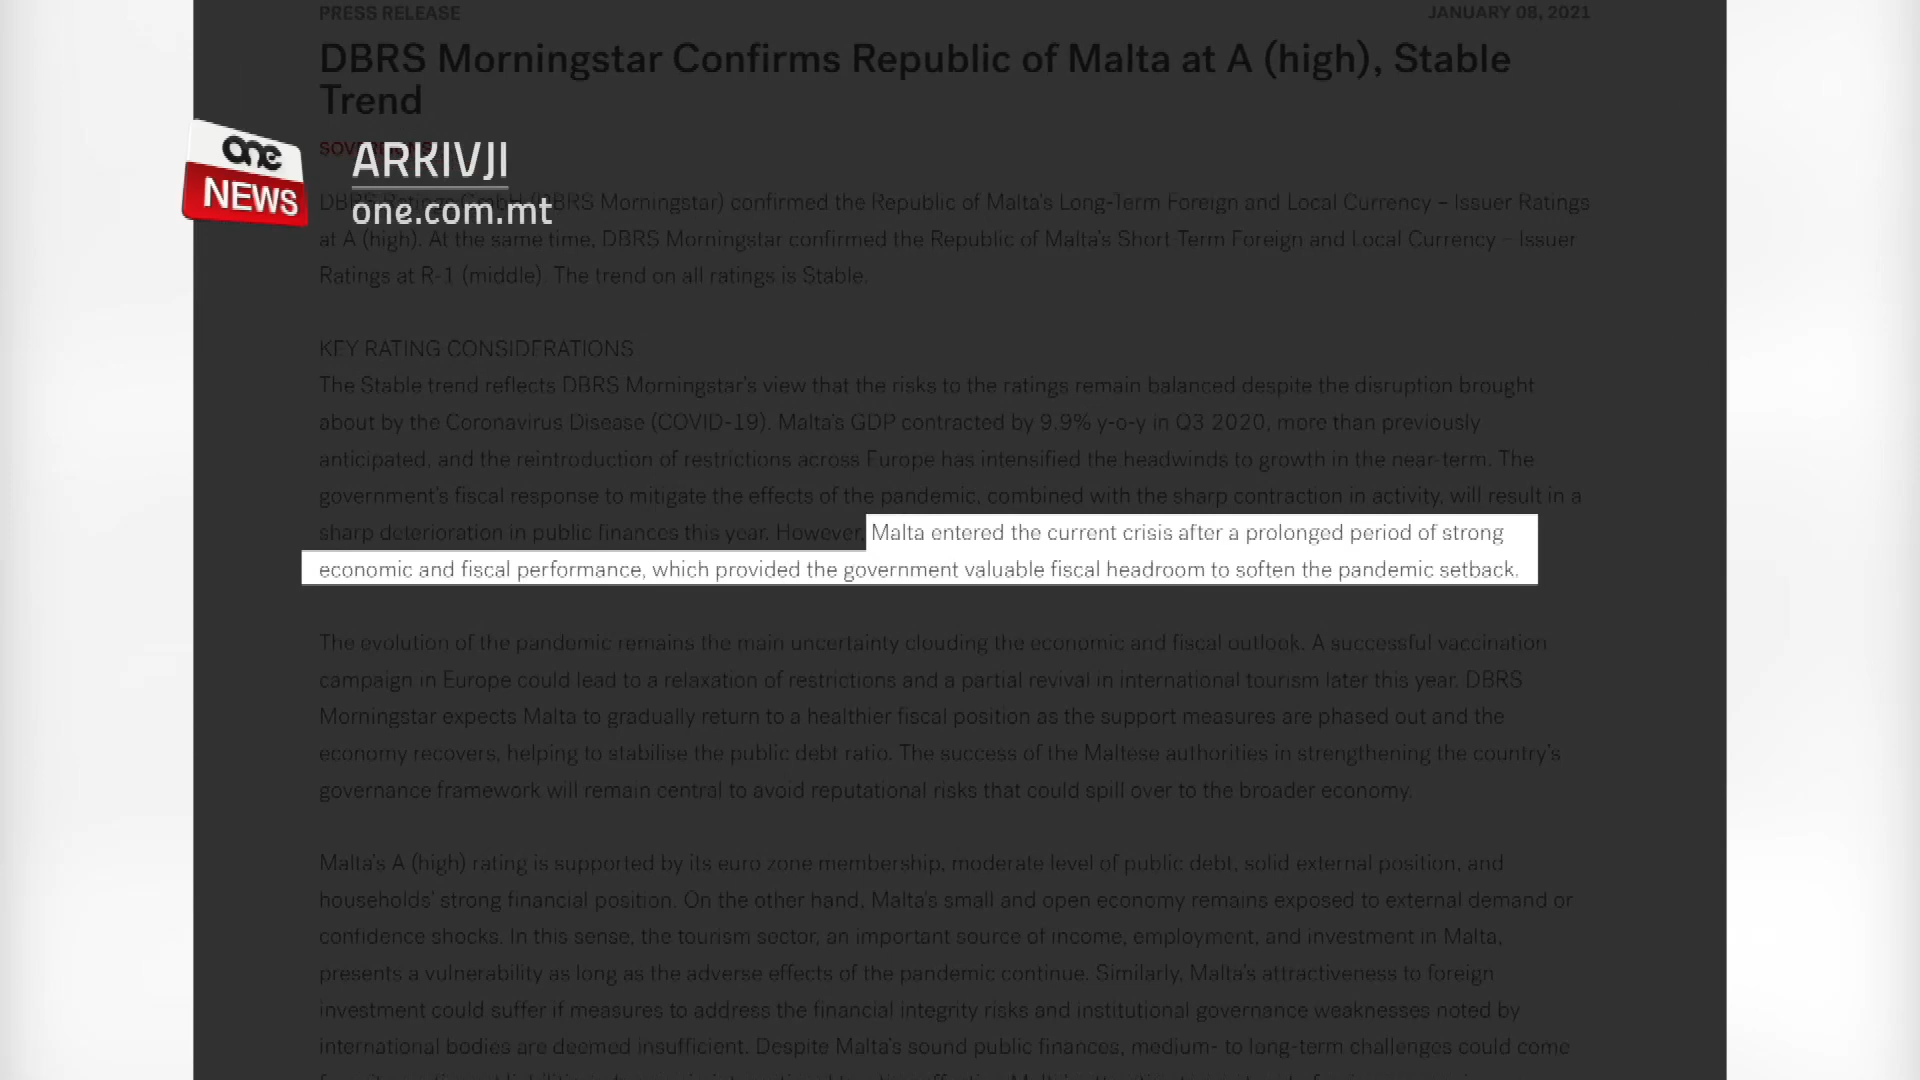 PRESS RELEASE
JANUARY 08, 2021
DBRS Morningstar Confirms Republic of Malta at A (high), Stable
Trend
one
NEWS
ARKIVJI
one.com.mt
DBRS Ratings GmbH (DBRS Morningstar) confirmed the Republic of Malta's Long-Term Foreign and Local Currency – Issuer Ratings
at A (high). At the same time, DBRS Morningstar confirmed the Republic of Malta's Short-Term Foreign and Local Currency – Issuer
Ratings at R-1 (middle). The trend on all ratings is Stable.
KEY RATING CONSIDERATIONS
The Stable trend reflects DBRS Morningstar's view that the risks to the ratings remain balanced despite the disruption brought
about by the Coronavirus Disease (COVID-19). Malta's GDP contracted by 9.9% y-o-y in Q3 2020, more than previously
anticipated, and the reintroduction of restrictions across Europe has intensified the headwinds to growth in the near-term. The
government's fiscal response to mitigate the effects of the pandemic, combined with the sharp contraction in activity, will result in a
sharp deterioration in public finances this year. However, Malta entered the current crisis after a prolonged period of strong
economic and fiscal performance, which provided the government valuable fiscal headroom to soften the pandemic setback.
The evolution of the pandemic remains the main uncertainty clouding the economic and fiscal outlook. A successful vaccination
campaign in Europe could lead to a relaxation of restrictions and a partial revival in international tourism later this year. DBRS
Morningstar expects Malta to gradually return to a healthier fiscal position as the support measures are phased out and the
economy recovers, helping to stabilise the public debt ratio. The success of the Maltese authorities in strengthening the country's
governance framework will remain central to avoid reputational risks that could spill over to the broader economy.
Malta's A (high) rating is supported by its euro zone membership, moderate level of public debt, solid external position, and
households' strong financial position. On the other hand, Malta's small and open economy remains exposed to external demand or
confidence shocks. In this sense, the tourism sector, an important source of income, employment, and investment in Malta,
presents a vulnerability as long as the adverse effects of the pandemic continue. Similarly, Malta's attractiveness to foreign
investment could suffer if measures to address the financial integrity risks and institutional governance weaknesses noted by
international bodies are deemed insufficient. Despite Malta's sound public finances, medium- to long-term challenges could come